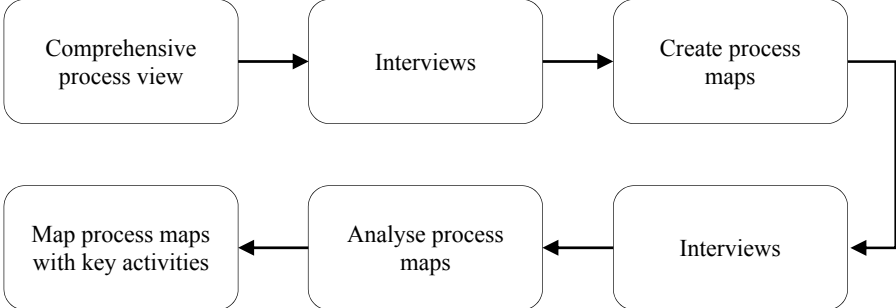 Comprehensive
process view
Interviews
Create process
maps
Interviews
Analyse process
maps
Map process maps
with key activities